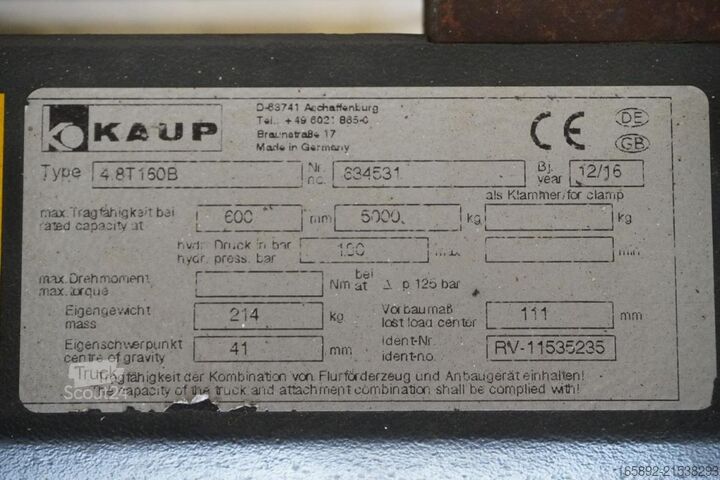 KAUP
D-63741 Aschaffenburg
Tel.: +49 6021 865-0
Braunstraße 17
Made in Germany
CE
DE
GB
Type 4.8T160B Nr. no. 634531 Bj. year 12/16
als Klammer/for clamp
max. Tragfähigkeit bei
rated capacity at 600 mm 5000 kg kg
hydr. Druck in bar
hydr. press. bar max. min.
max. Drehmoment
max. torque Nm bei at Δ p 125 bar
Eigengewicht
mass 214 kg Vorbaumaß
lost load center 111 mm
Eigenschwerpunkt
centre of gravity 41 mm Ident-Nr.
ident-no. RV-11535235
Tragfähigkeit der Kombination von Flurförderzeug und Anbaugerät einhalten!
The capacity of the truck and attachment combination shall be complied with!
Truck
Scout24
165892-21538293